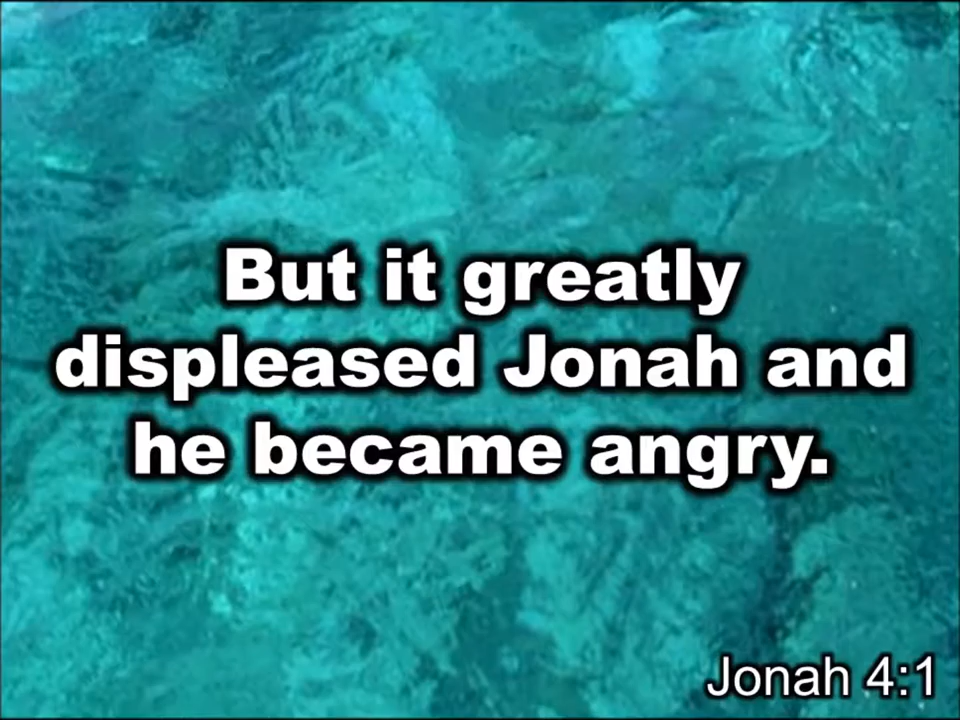 But it greatly
displeased Jonah and
he became angry.
Jonah 4:1